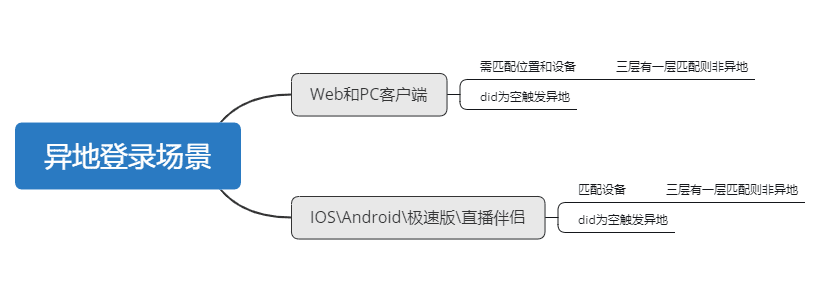 异地登录场景
Web和PC客户端
需匹配位置和设备
三层有一层匹配则非异地
did为空触发异地
IOS\Android\极速版\直播伴侣
匹配设备
三层有一层匹配则非异地
did为空触发异地